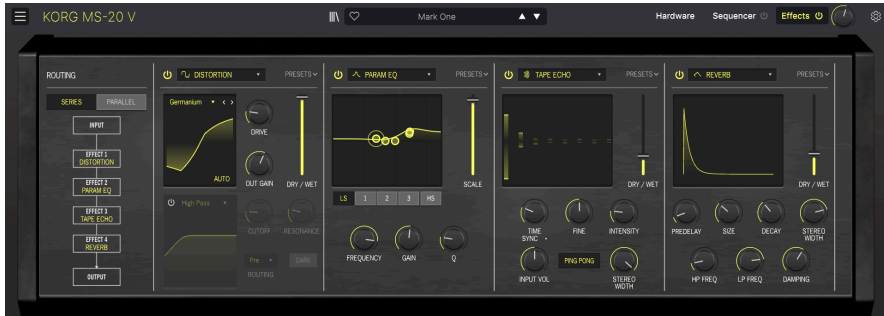 KORG MS-20 V
Mark One
Hardware
Sequencer
Effects
ROUTING
SERIES
PARALLEL
INPUT
EFFECT 1
DISTORTION
EFFECT 2
PARAM EQ
EFFECT 3
TAPE ECHO
EFFECT 4
REVERB
OUTPUT
DISTORTION
PRESETS
Germanium
AUTO
DRIVE
OUT GAIN
DRY / WET
High Pass
CUTOFF
RESONANCE
Pre
DARK
ROUTING
PARAM EQ
PRESETS
SCALE
LS
1
2
3
HS
FREQUENCY
GAIN
Q
TAPE ECHO
PRESETS
DRY / WET
TIME
SYNC
FINE
INTENSITY
INPUT VOL
PING PONG
STEREO
WIDTH
REVERB
PRESETS
DRY / WET
PREDELAY
SIZE
DECAY
STEREO
WIDTH
HP FREQ
LP FREQ
DAMPING